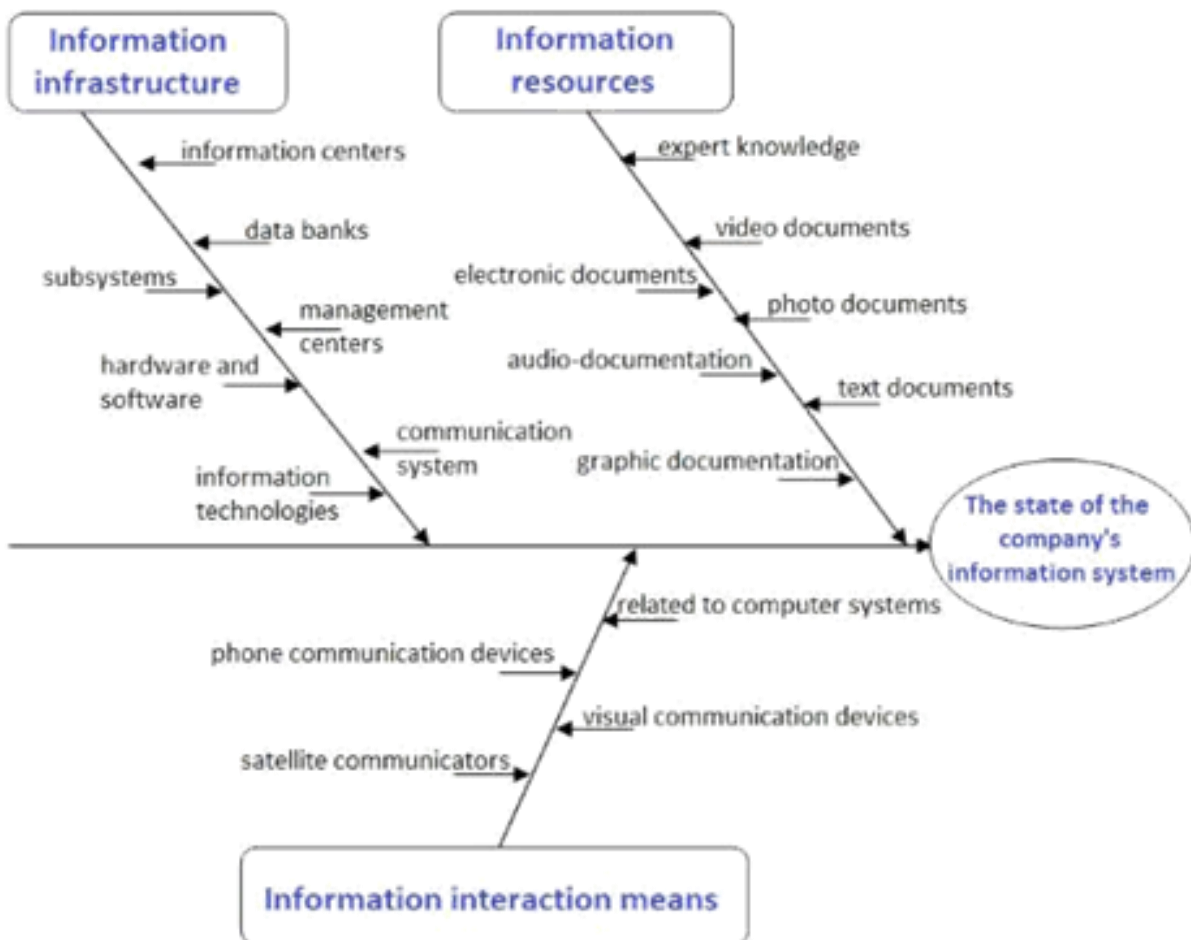 Information
infrastructure
Information
resources
information centers
expert knowledge
data banks
video documents
subsystems
electronic documents
management
centers
photo documents
hardware and
software
audio-documentation
text documents
communication
system
graphic documentation
information
technologies
The state of the
company's
information system
related to computer systems
phone communication devices
visual communication devices
satellite communicators
Information interaction means